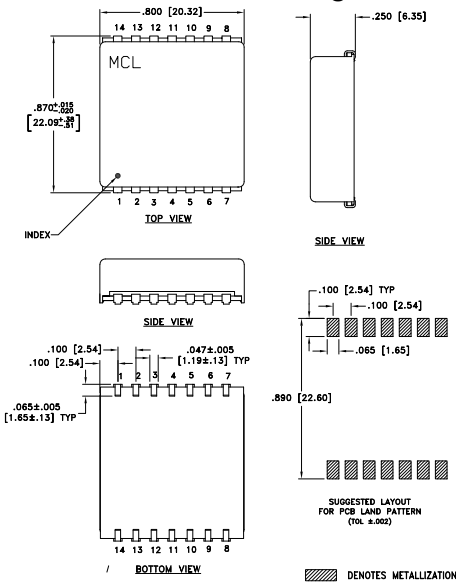 .800 [20.32]
.250 [6.35]
14 13 12 11 10 9 8
MCL
.870+.015 -.020
[22.09+.38 -.51]
1 2 3 4 5 6 7
INDEX
TOP VIEW
SIDE VIEW
SIDE VIEW
.100 [2.54] TYP
.100 [2.54]
.065 [1.65]
.890 [22.60]
.100 [2.54]
.047±.005
[1.19±.13] TYP
.100 [2.54]
1 2 3 4 5 6 7
.065±.005
[1.65±.13] TYP
SUGGESTED LAYOUT
FOR PCB LAND PATTERN
(TOL ±.002)
14 13 12 11 10 9 8
/ BOTTOM VIEW
DENOTES METALLIZATION